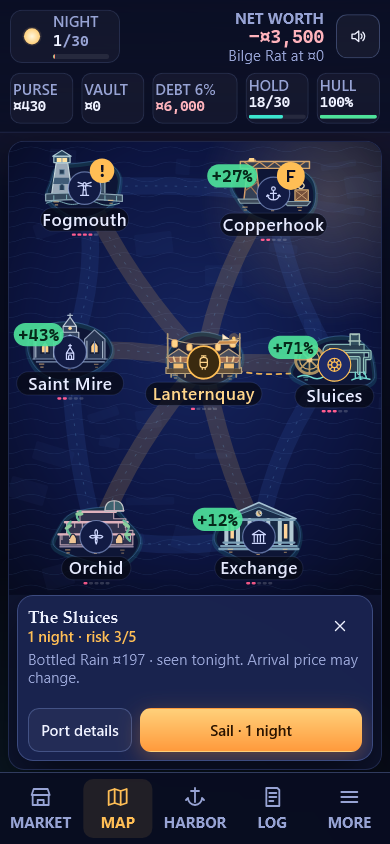 NIGHT
1/30
NET WORTH
−¤3,500
Bilge Rat at ¤0
PURSE
¤430
VAULT
¤0
DEBT 6%
¤6,000
HOLD
18/30
HULL
100%
!
Fogmouth
+27%
F
Copperhook
+43%
Saint Mire
Lanternquay
+71%
Sluices
Orchid
+12%
Exchange
The Sluices
1 night · risk 3/5
Bottled Rain ¤197 · seen tonight. Arrival price may
change.
Port details
Sail · 1 night
MARKET
MAP
HARBOR
LOG
MORE